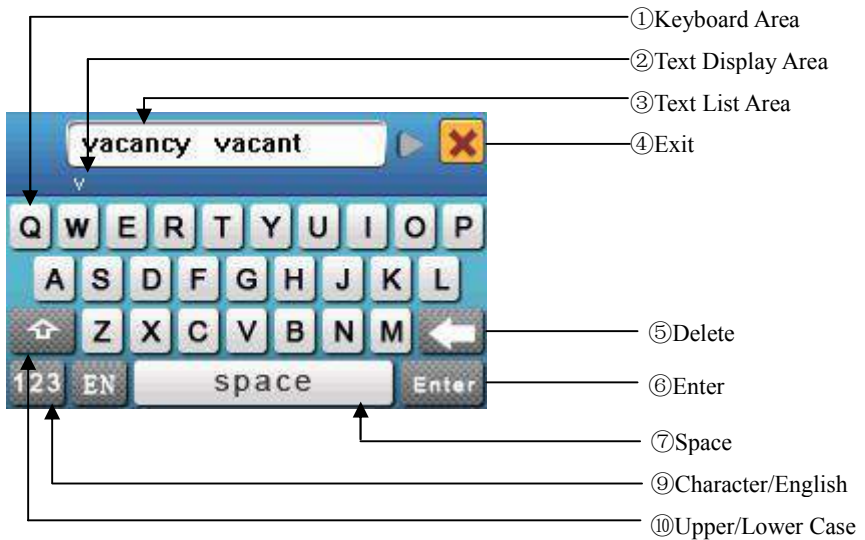 ①Keyboard Area
②Text Display Area
③Text List Area
vacancy vacant
④Exit
v
Q W E R T Y U I O P
A S D F G H J K L
Z X C V B N M
⑤Delete
123 EN space Enter
⑥Enter
⑦Space
⑨Character/English
⑩Upper/Lower Case